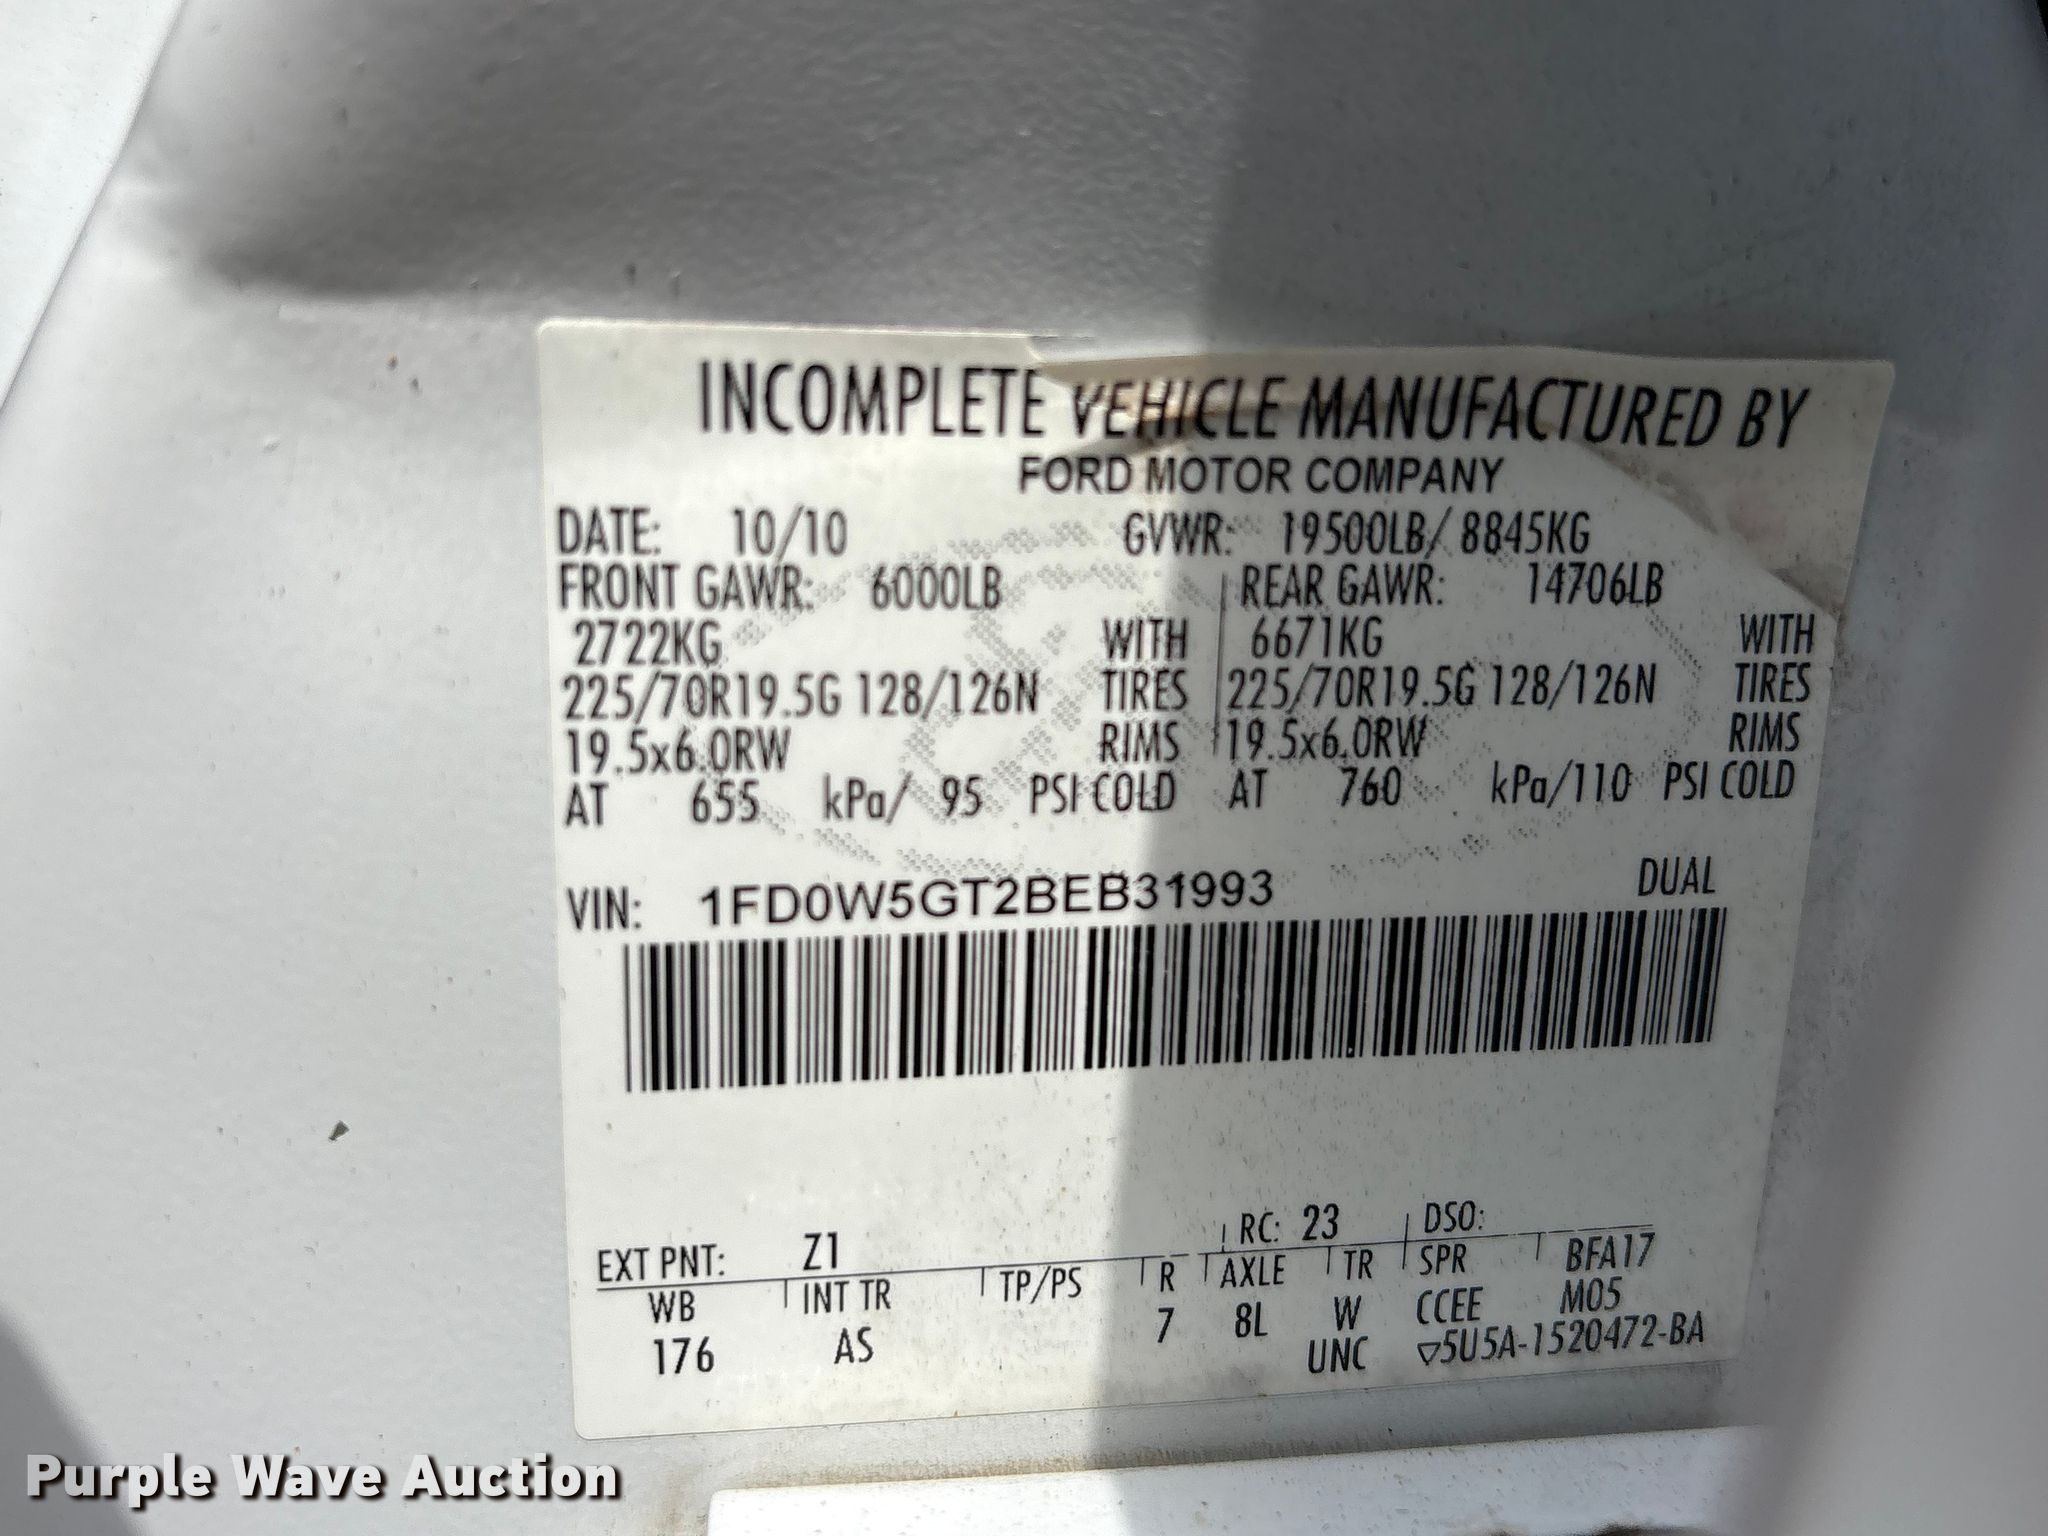 INCOMPLETE VEHICLE MANUFACTURED BY
FORD MOTOR COMPANY
DATE: 10/10 GVWR: 19500LB/ 8845KG
FRONT GAWR: 6000LB REAR GAWR: 14706LB
2722KG WITH 6671KG WITH
225/70R19.5G 128/126N TIRES 225/70R19.5G 128/126N TIRES
19.5x6.0RW RIMS 19.5x6.0RW RIMS
AT 655 kPa/ 95 PSI COLD AT 760 kPa/110 PSI COLD
VIN: 1FD0W5GT2BEB31993 DUAL
EXT PNT: Z1 RC: 23 DSO:
WB INT TR TP/PS R AXLE TR SPR BFA17
176 AS 7 8L W CCEE M05
UNC ▽5U5A-1520472-BA
Purple Wave Auction